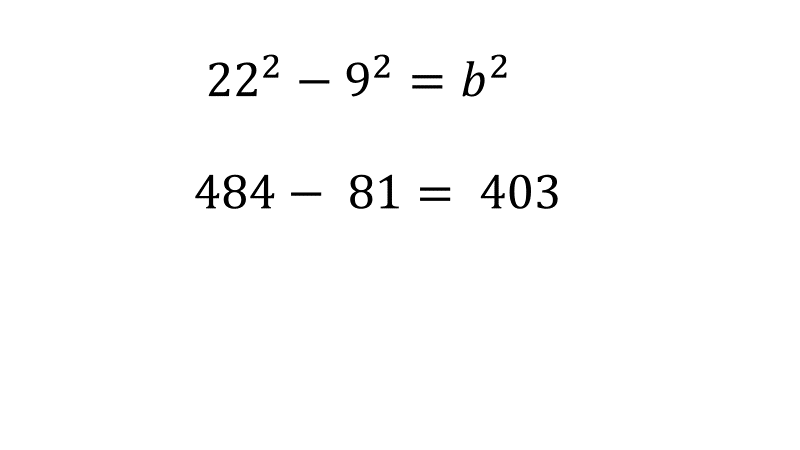 22² − 9² = b²
484 − 81 = 403